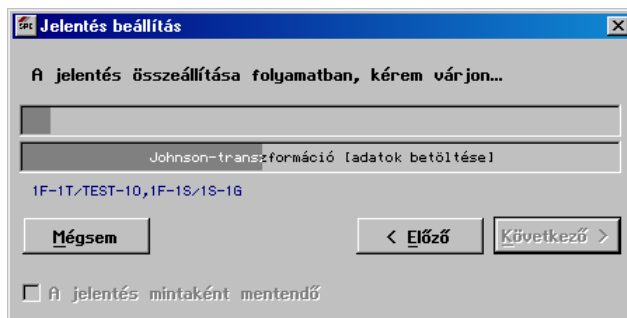 SPC Jelentés beállítás
A jelentés összeállítása folyamatban, kérem várjon...
Johnson-transzformáció [adatok betöltése]
1F-1T/TEST-10,1F-1S/1S-1G
Mégsem
< Előző
Következő >
A jelentés mintaként mentendő